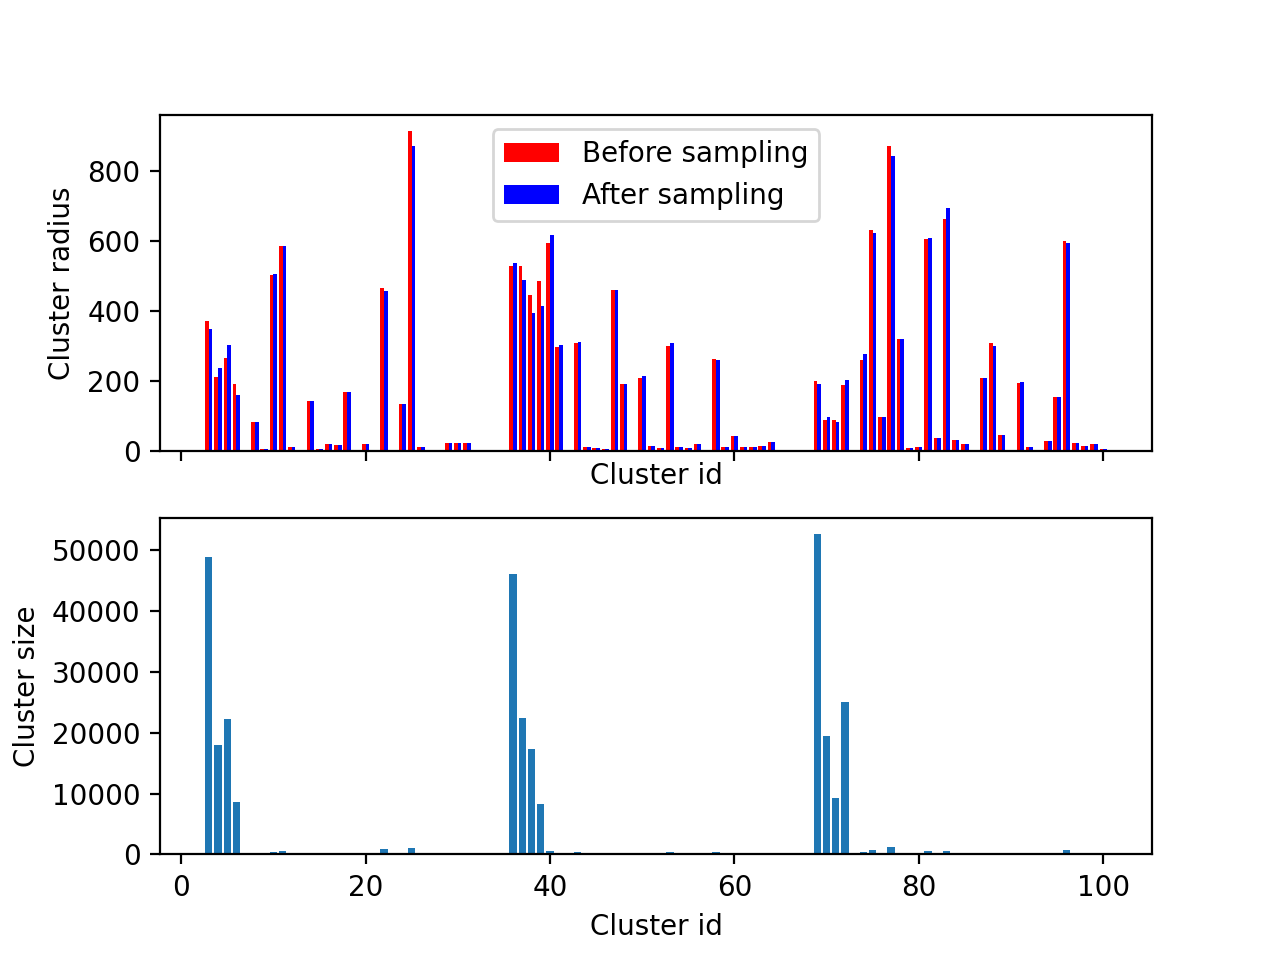 Before sampling
After sampling
Cluster radius
800
600
400
200
0
Cluster id
Cluster size
50000
40000
30000
20000
10000
0
0 20 40 60 80 100
Cluster id